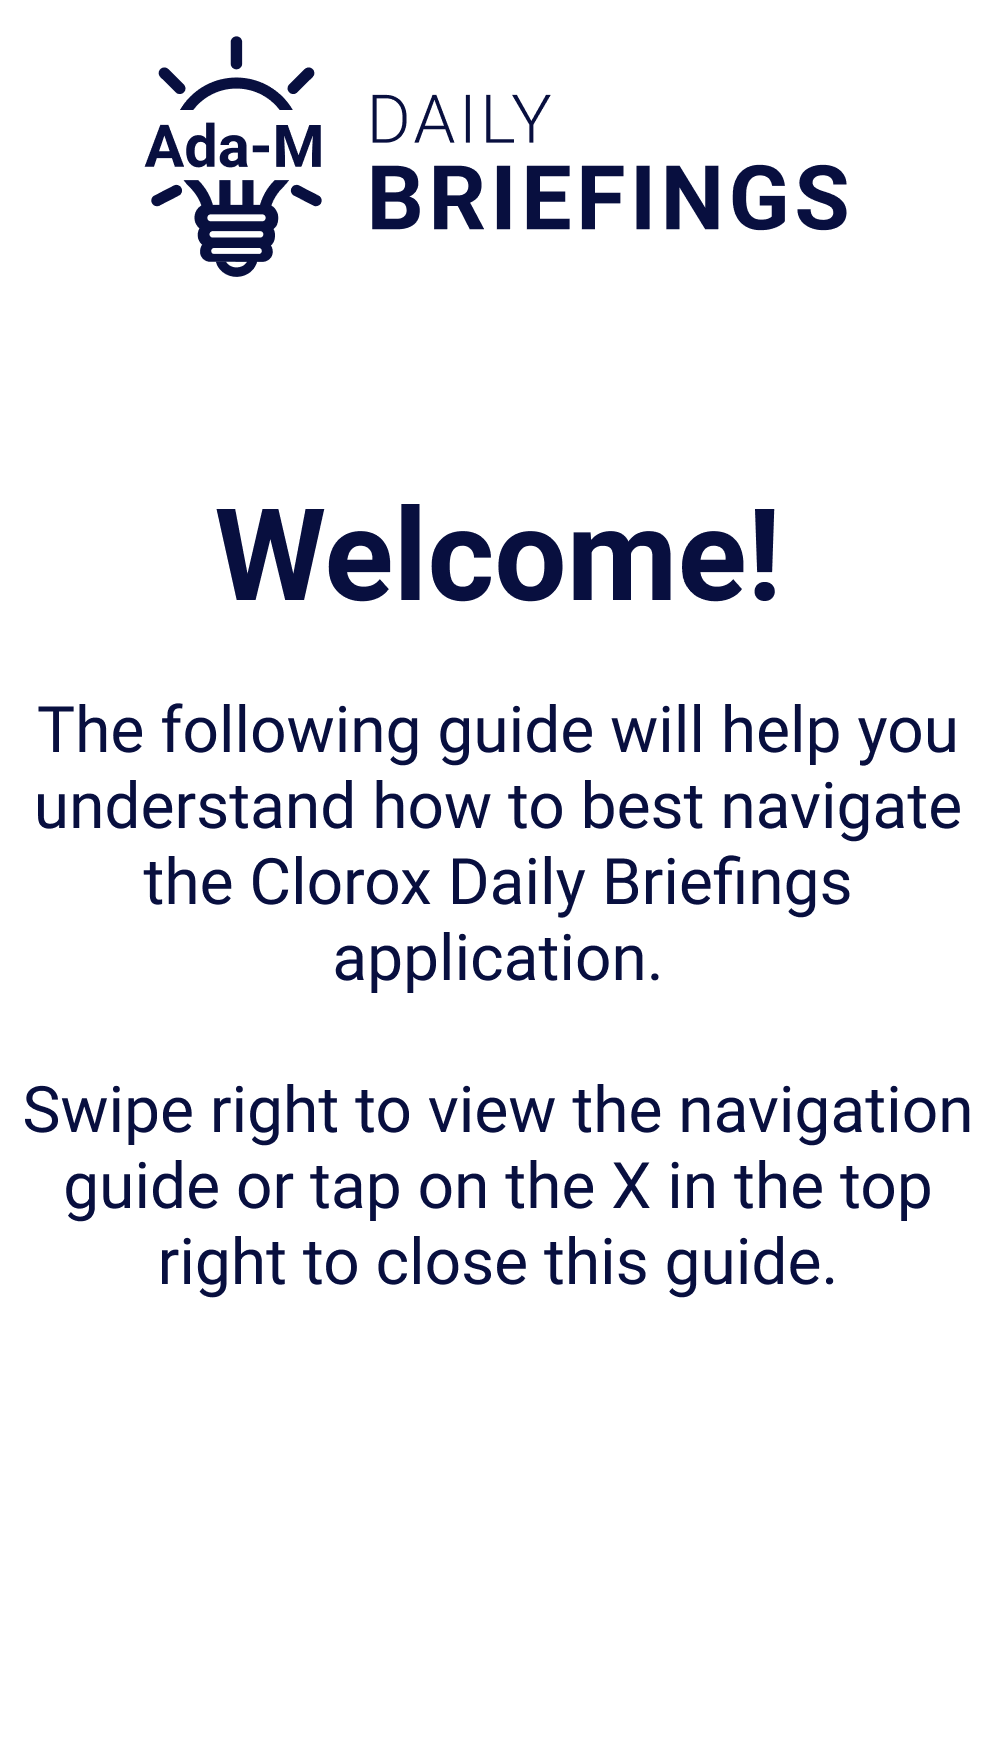 Ada-M
DAILY
BRIEFINGS
Welcome!
The following guide will help you
understand how to best navigate
the Clorox Daily Briefings
application.
Swipe right to view the navigation
guide or tap on the X in the top
right to close this guide.